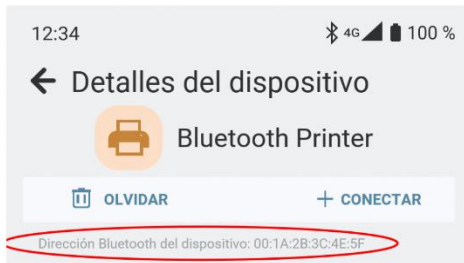 12:34 4G 100 %
Detalles del dispositivo
Bluetooth Printer
OLVIDAR CONECTAR
Dirección Bluetooth del dispositivo: 00:1A:2B:3C:4E:5F